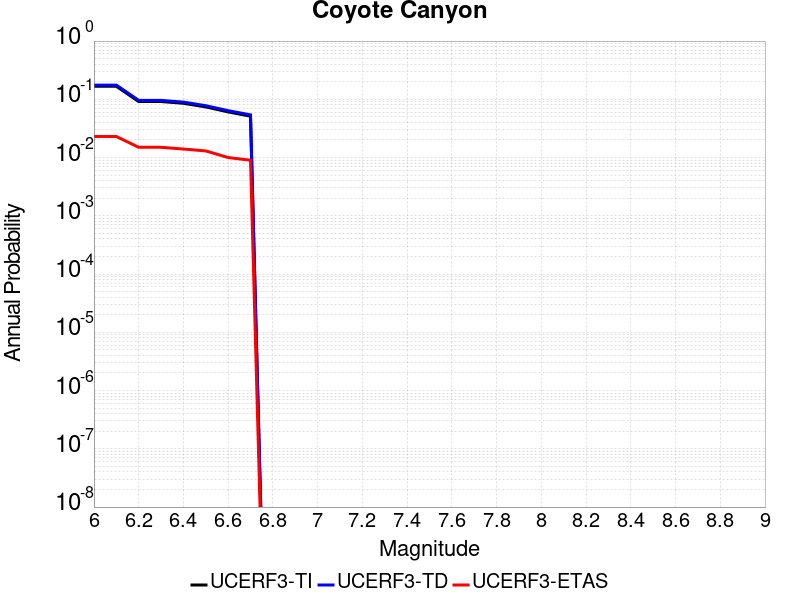 Coyote Canyon
Annual Probability
10^0
10^-1
10^-2
10^-3
10^-4
10^-5
10^-6
10^-7
10^-8
6 6.2 6.4 6.6 6.8 7 7.2 7.4 7.6 7.8 8 8.2 8.4 8.6 8.8 9
Magnitude
UCERF3-TI UCERF3-TD UCERF3-ETAS